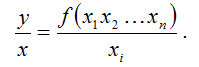 y/x = f(x₁x₂ … xₙ)/xᵢ .